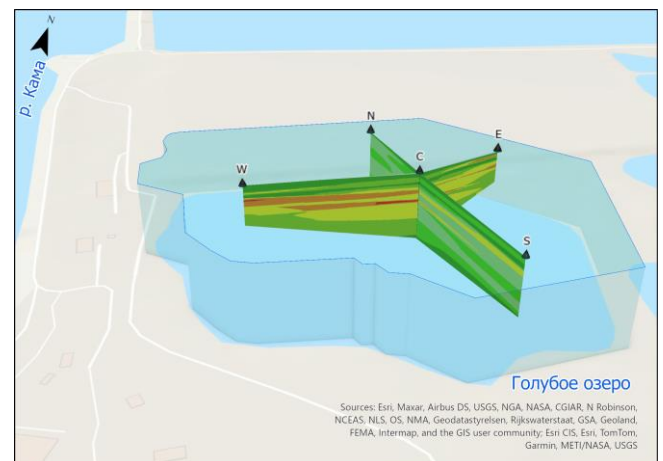 N
р. Кама
N
E
C
W
S
Голубое озеро
Sources: Esri, Maxar, Airbus DS, USGS, NGA, NASA, CGIAR, N Robinson,
NCEAS, NLS, OS, NMA, Geodatastyrelsen, Rijkswaterstaat, GSA, Geoland,
FEMA, Intermap, and the GIS user community; Esri CIS, Esri, TomTom,
Garmin, METI/NASA, USGS